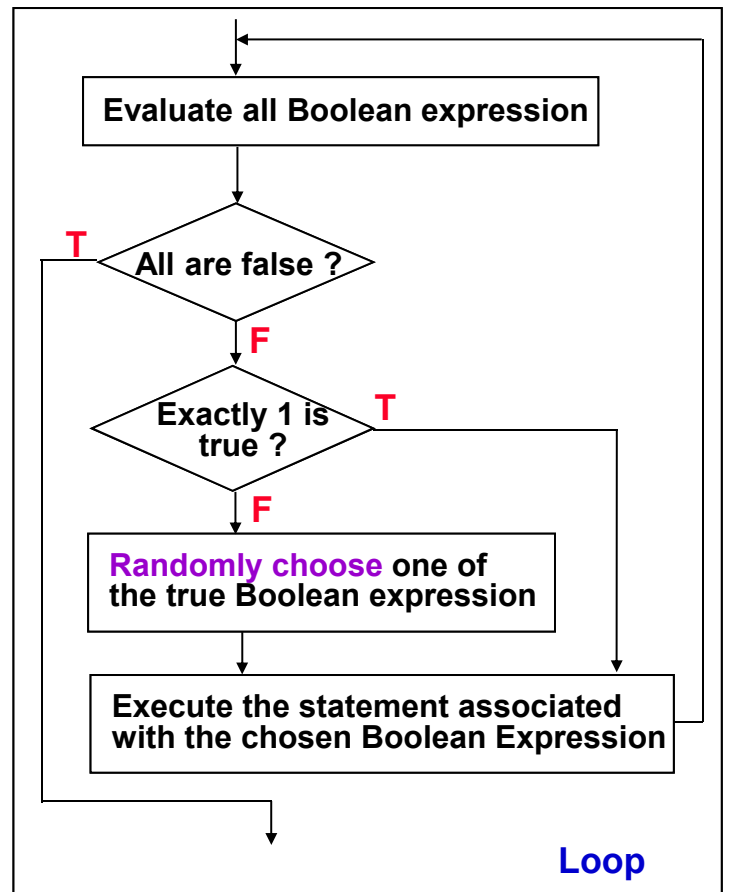 Evaluate all Boolean expression
T
All are false ?
F
Exactly 1 is
true ?
T
F
Randomly choose one of
the true Boolean expression
Execute the statement associated
with the chosen Boolean Expression
Loop